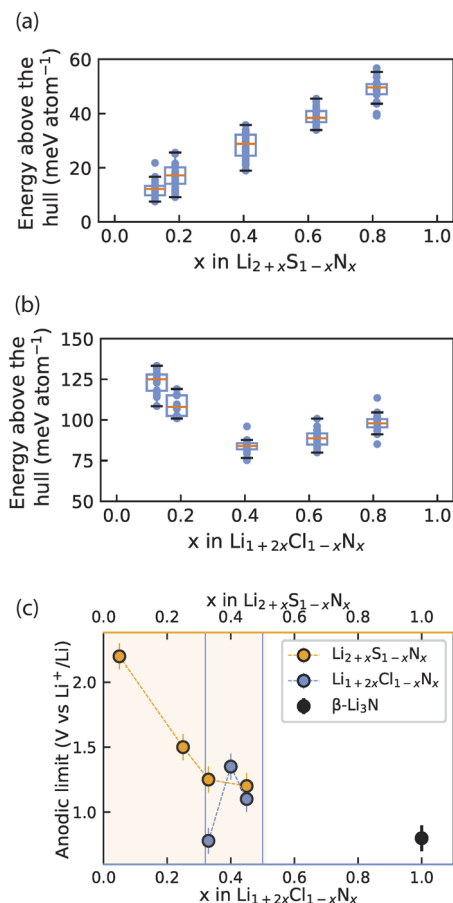 (a)
Energy above the
hull (meV atom⁻¹)
60
40
20
0
0.0 0.2 0.4 0.6 0.8 1.0
x in Li₂₊ₓS₁₋ₓNₓ
(b)
Energy above the
hull (meV atom⁻¹)
150
125
100
75
50
0.0 0.2 0.4 0.6 0.8 1.0
x in Li₁₊₂ₓCl₁₋ₓNₓ
(c)
x in Li₂₊ₓS₁₋ₓNₓ
0.0 0.2 0.4 0.6 0.8 1.0
Anodic limit (V vs Li⁺/Li)
2.0
1.6
1.2
0.8
Li₂₊ₓS₁₋ₓNₓ
Li₁₊₂ₓCl₁₋ₓNₓ
β-Li₃N
0.0 0.2 0.4 0.6 0.8 1.0
x in Li₁₊₂ₓCl₁₋ₓNₓ